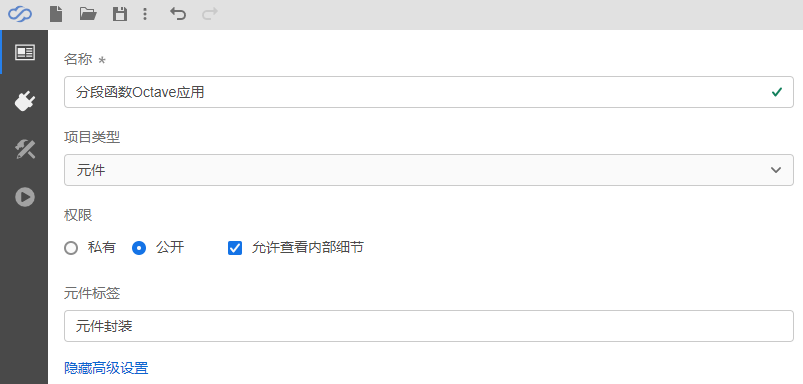 名称 *
分段函数Octave应用
项目类型
元件
权限
私有 公开 允许查看内部细节
元件标签
元件封装
隐藏高级设置